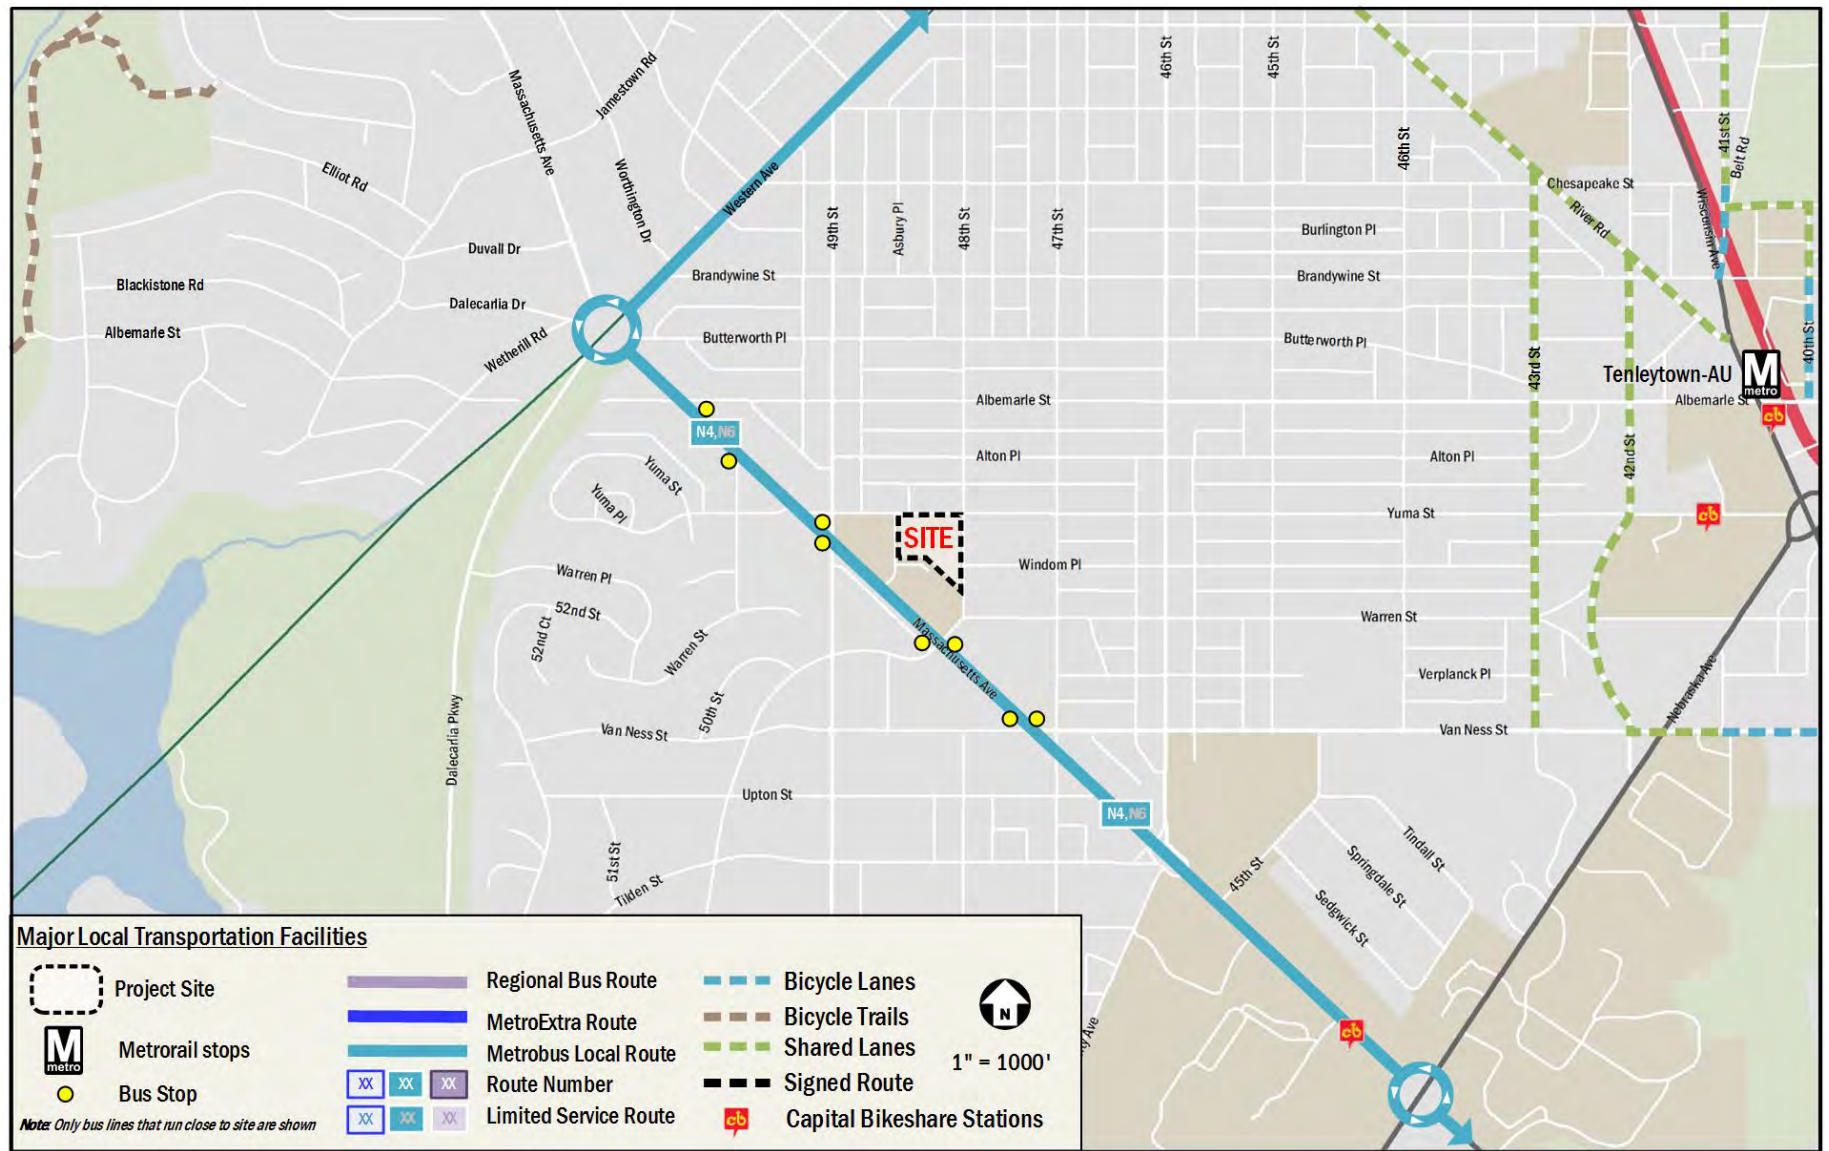 46th St
45th St
Massachusetts Ave
Jamestown Rd
41st St
Belt Rd
46th St
Elliot Rd
Worthington Dr
Western Ave
Chesapeake St
River Rd
Wisconsin Ave
49th St
Asbury Pl
48th St
47th St
Burlington Pl
Duvall Dr
Brandywine St
Brandywine St
Blackistone Rd
Dalecarlia Dr
Albemarle St
Wetherill Rd
Butterworth Pl
Butterworth Pl
40th St
43rd St
Tenleytown-AU
M
metro
Albemarle St
Albemarle St
cb
N4,N6
Alton Pl
Alton Pl
42nd St
Yuma St
Yuma Pl
Yuma St
cb
SITE
Windom Pl
Warren Pl
52nd St
52nd Ct
Warren St
Warren St
Massachusetts Ave
Verplanck Pl
Nebraska Ave
50th St
Dalecarlia Pkwy
Van Ness St
Van Ness St
Upton St
N4,N6
51st St
Tilden St
45th St
Tindall St
Springdale St
Sedgwick St
cb
ty Ave
Major Local Transportation Facilities
Project Site
M
metro
Metrorail stops
Bus Stop
Note: Only bus lines that run close to site are shown
Regional Bus Route
MetroExtra Route
Metrobus Local Route
XX XX XX Route Number
XX XX XX Limited Service Route
Bicycle Lanes
Bicycle Trails
Shared Lanes
Signed Route
cb Capital Bikeshare Stations
N
1" = 1000'